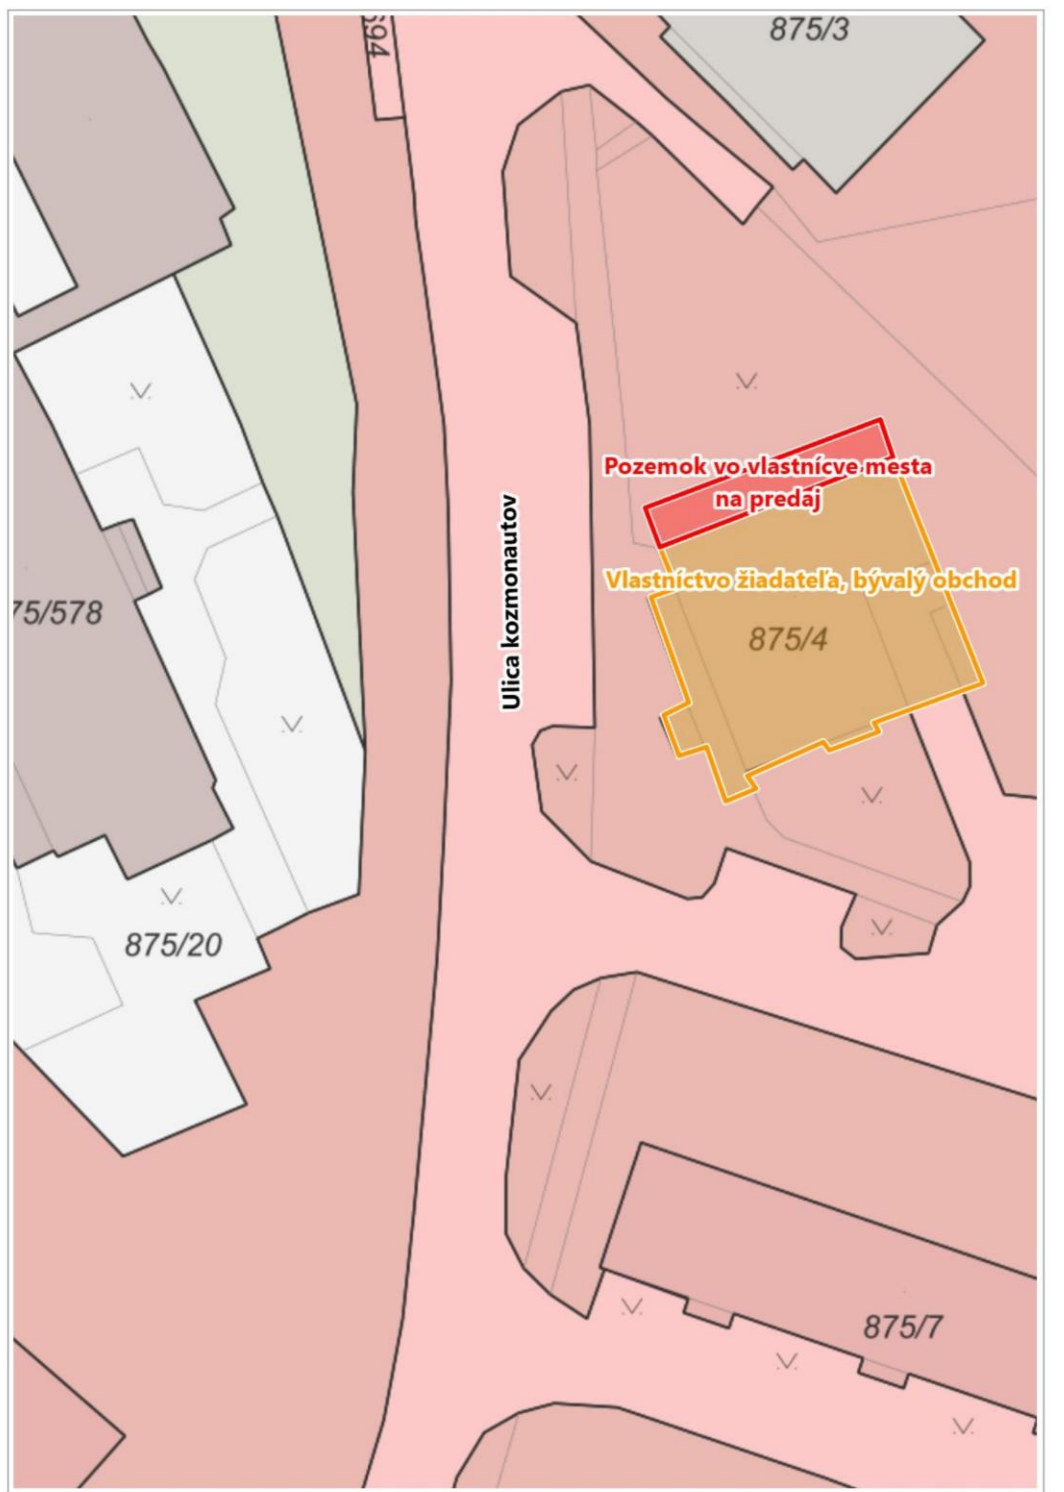 694
875/3
Pozemok vo vlastnícve mesta
na predaj
Ulica kozmonautov
Vlastníctvo žiadateľa, bývalý obchod
75/578
875/4
875/20
875/7